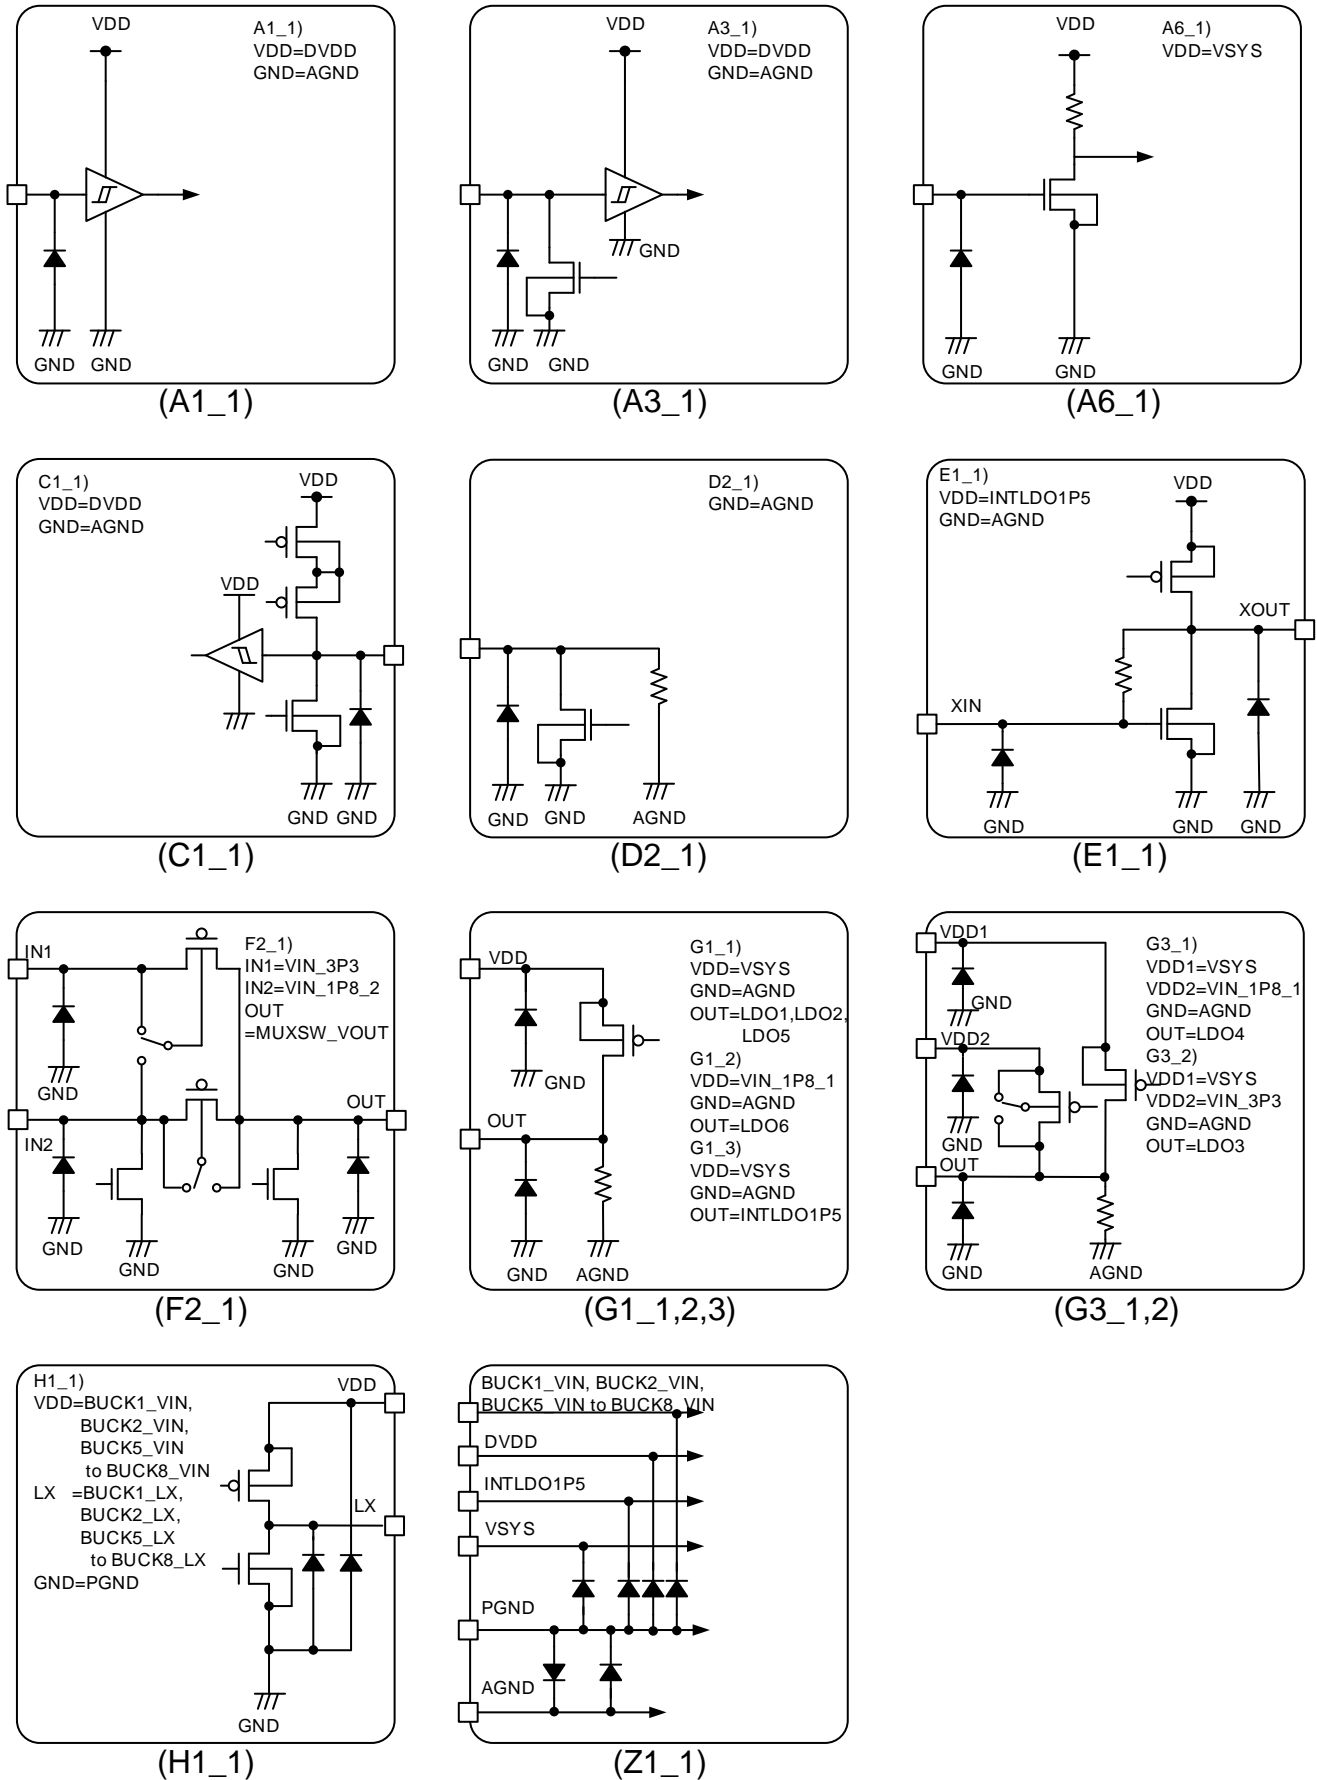 VDD
A1_1)
VDD=DVDD
GND=AGND
GND
GND
(A1_1)
VDD
A3_1)
VDD=DVDD
GND=AGND
GND
GND
GND
(A3_1)
VDD
A6_1)
VDD=VSYS
GND
GND
(A6_1)
C1_1)
VDD=DVDD
GND=AGND
VDD
VDD
GND
GND
(C1_1)
D2_1)
GND=AGND
GND
GND
AGND
(D2_1)
E1_1)
VDD=INTLDO1P5
GND=AGND
VDD
XOUT
XIN
GND
GND
GND
(E1_1)
IN1
F2_1)
IN1=VIN_3P3
IN2=VIN_1P8_2
OUT
=MUXSW_VOUT
GND
OUT
IN2
GND
GND
GND
GND
(F2_1)
VDD
G1_1)
VDD=VSYS
GND=AGND
OUT=LDO1,LDO2,
LDO5
G1_2)
VDD=VIN_1P8_1
GND=AGND
OUT=LDO6
G1_3)
VDD=VSYS
GND=AGND
OUT=INTLDO1P5
GND
OUT
GND
AGND
(G1_1,2,3)
VDD1
G3_1)
VDD1=VSYS
VDD2=VIN_1P8_1
GND=AGND
OUT=LDO4
G3_2)
VDD1=VSYS
VDD2=VIN_3P3
GND=AGND
OUT=LDO3
GND
VDD2
GND
OUT
GND
AGND
(G3_1,2)
H1_1)
VDD=BUCK1_VIN,
BUCK2_VIN,
BUCK5_VIN
to BUCK8_VIN
LX =BUCK1_LX,
BUCK2_LX,
BUCK5_LX
to BUCK8_LX
GND=PGND
VDD
LX
GND
(H1_1)
BUCK1_VIN, BUCK2_VIN,
BUCK5_VIN to BUCK8_VIN
DVDD
INTLDO1P5
VSYS
PGND
AGND
(Z1_1)